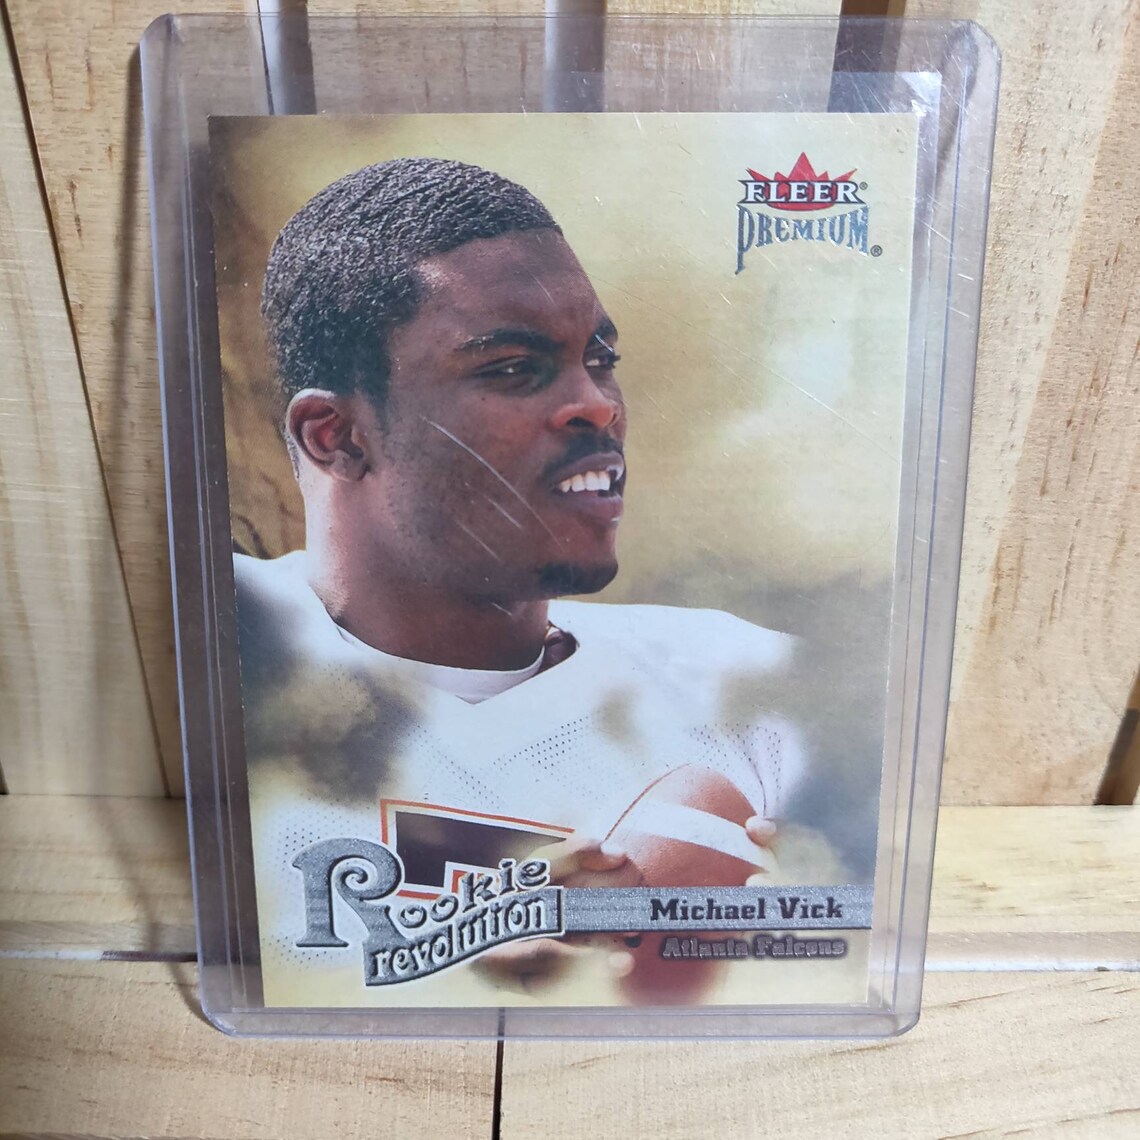 FLEER®
PREMIUM®
Rookie
revolution
Michael Vick
Atlanta Falcons